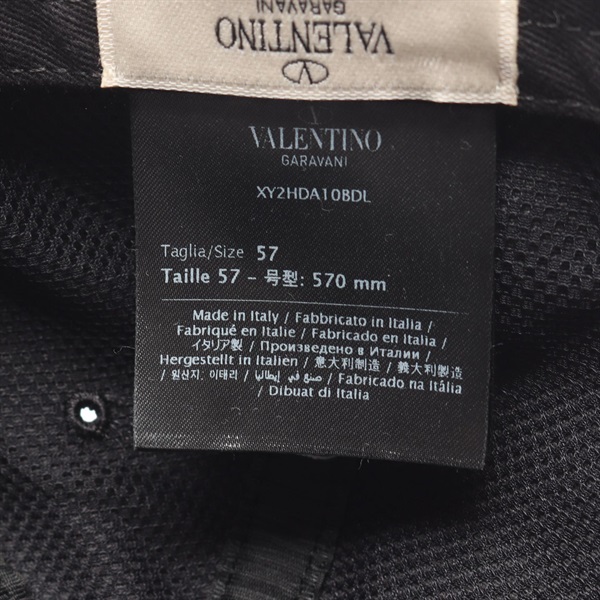 VALENTINO
GARAVANI
VALENTINO
GARAVANI
XY2HDA10BDL
Taglia/Size 57
Taille 57 – 号型: 570 mm
Made in Italy / Fabbricato in Italia /
Fabriqué en Italie / Fabricado en Italia /
イタリア製 / Произведено в Италии /
Hergestellt in Italien / 意大利制造 / 義大利製造
/ 원산지: 이태리 / صنع في إيطاليا / Fabricado na Itália
/ Dibuat di Italia